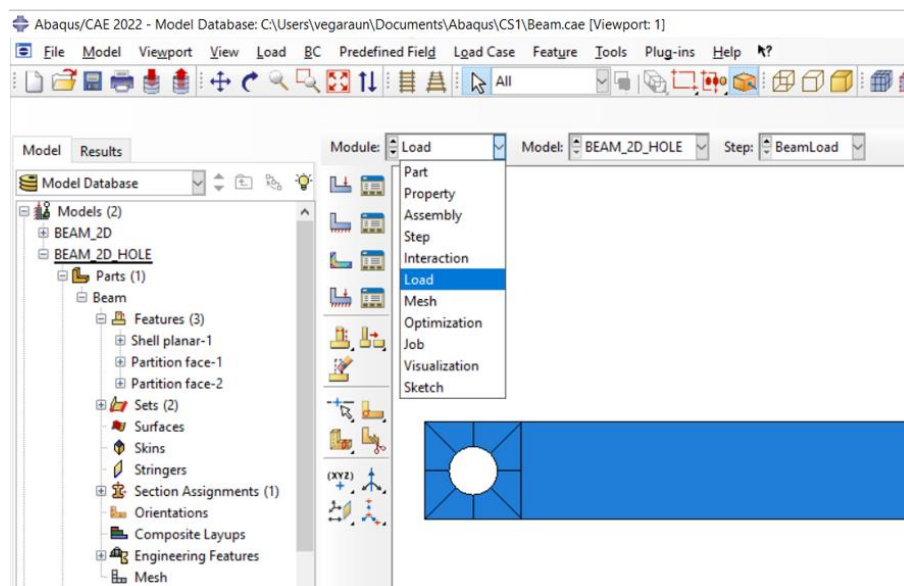 Abaqus/CAE 2022 - Model Database: C:\Users\vegaraun\Documents\Abaqus\CS1\Beam.cae [Viewport: 1]
File Model Viewport View Load BC Predefined Field Load Case Feature Tools Plug-ins Help
All
Model Results
Module: Load Model: BEAM_2D_HOLE Step: BeamLoad
Model Database
Part
Property
Assembly
Step
Interaction
Load
Mesh
Optimization
Job
Visualization
Sketch
Models (2)
BEAM_2D
BEAM_2D_HOLE
Parts (1)
Beam
Features (3)
Shell planar-1
Partition face-1
Partition face-2
Sets (2)
Surfaces
Skins
Stringers
Section Assignments (1)
Orientations
Composite Layups
Engineering Features
Mesh
(XYZ)